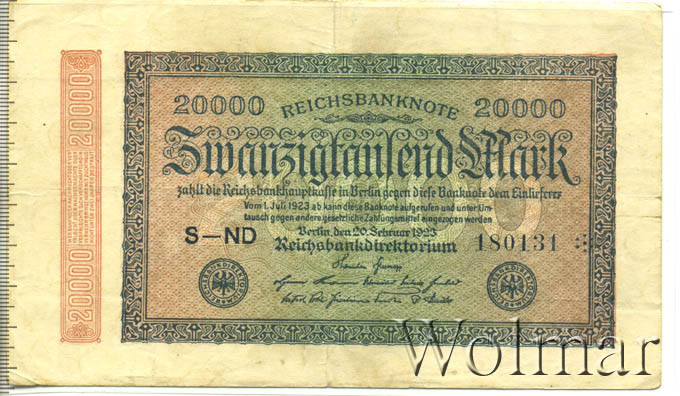 20000
20000 REICHSBANKNOTE 20000
Zwanzigtausend Mark
zahlt die Reichsbankhauptkasse in Berlin gegen diese Banknote dem Einlieferer
Vom 1. Juli 1923 ab kann diese Banknote aufgerufen und unter Um-
tausch gegen andere gesetzliche Zahlungsmittel eingezogen werden
Berlin, den 20. Februar 1923
S–ND Reichsbankdirektorium 180131
20000
Wolmar